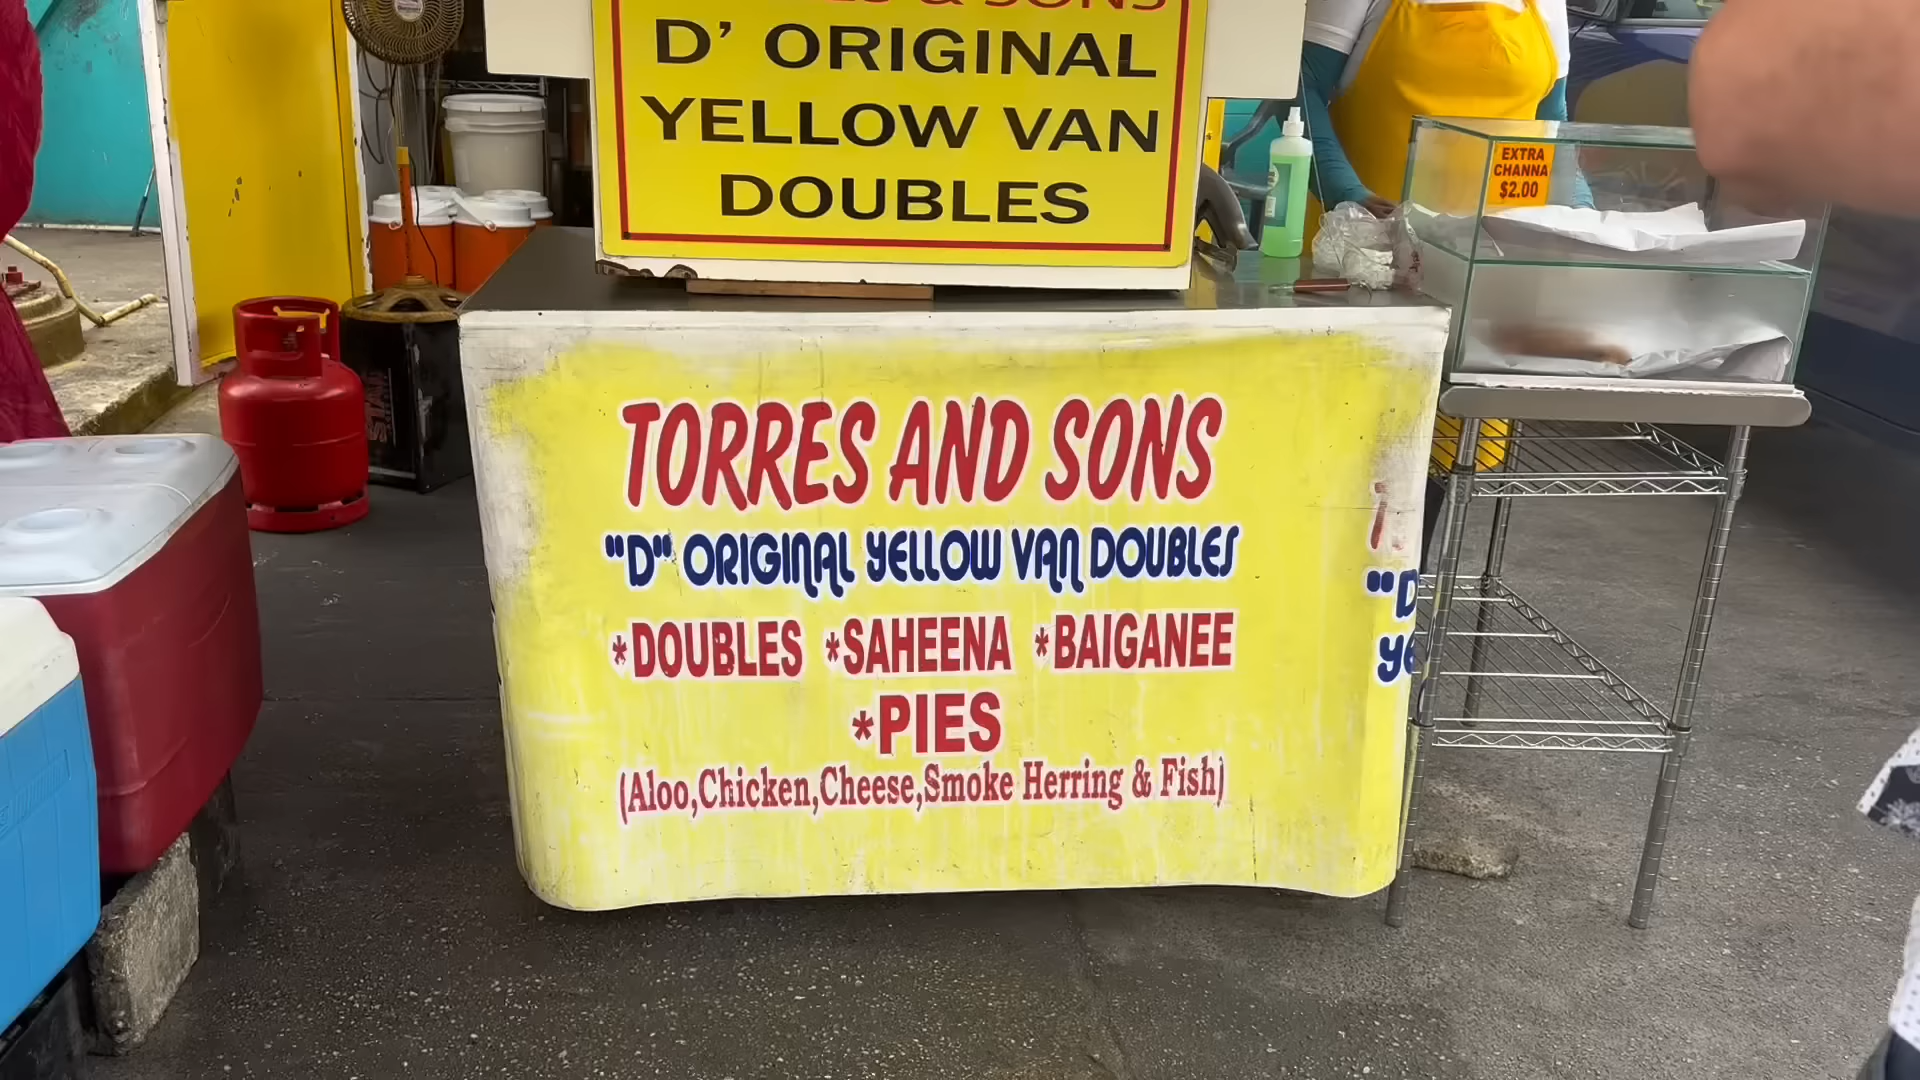 & SONS
D' ORIGINAL
YELLOW VAN
DOUBLES
EXTRA
CHANNA
$2.00
TORRES AND SONS
"D" ORIGINAL YELLOW VAN DOUBLES
*DOUBLES *SAHEENA *BAIGANEE
*PIES
(Aloo,Chicken,Cheese,Smoke Herring & Fish)
"D